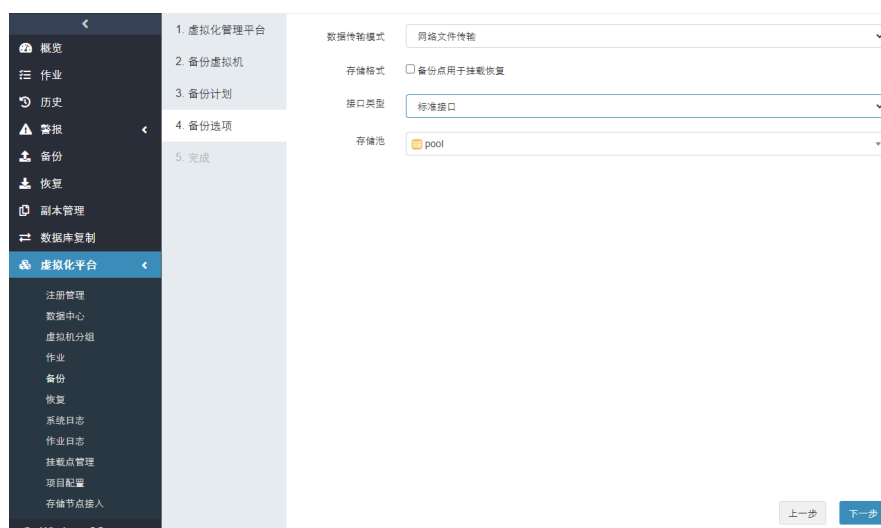 概览
作业
历史
警报
备份
恢复
副本管理
数据库复制
虚拟化平台
注册管理
数据中心
虚拟机分组
作业
备份
恢复
系统日志
作业日志
挂载点管理
项目配置
存储节点接入
1. 虚拟化管理平台
2. 备份虚拟机
3. 备份计划
4. 备份选项
5. 完成
数据传输模式 网络文件传输
存储格式 备份点用于挂载恢复
接口类型 标准接口
存储池 pool
上一步 下一步